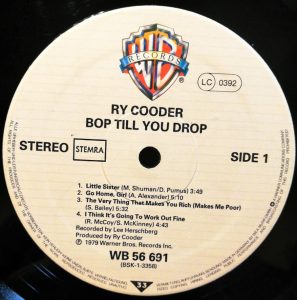 WB
RECORDS
LC 0392
RY COODER
BOP TILL YOU DROP
STEREO STEMRA SIDE 1
1. Little Sister (M. Shuman/D. Pumus) 3:49
2. Go Home, Girl (A. Alexander) 5:10
3. The Very Thing That Makes You Rich (Makes Me Poor)
(S. Bailey) 5:32
4. I Think It's Going To Work Out Fine
(R. McCoy/S. McKinney) 4:43
Recorded by Lee Herschberg
Produced by Ry Cooder
℗ 1979 Warner Bros. Records Inc.
WB 56 691
(BSK-1-3358)
33